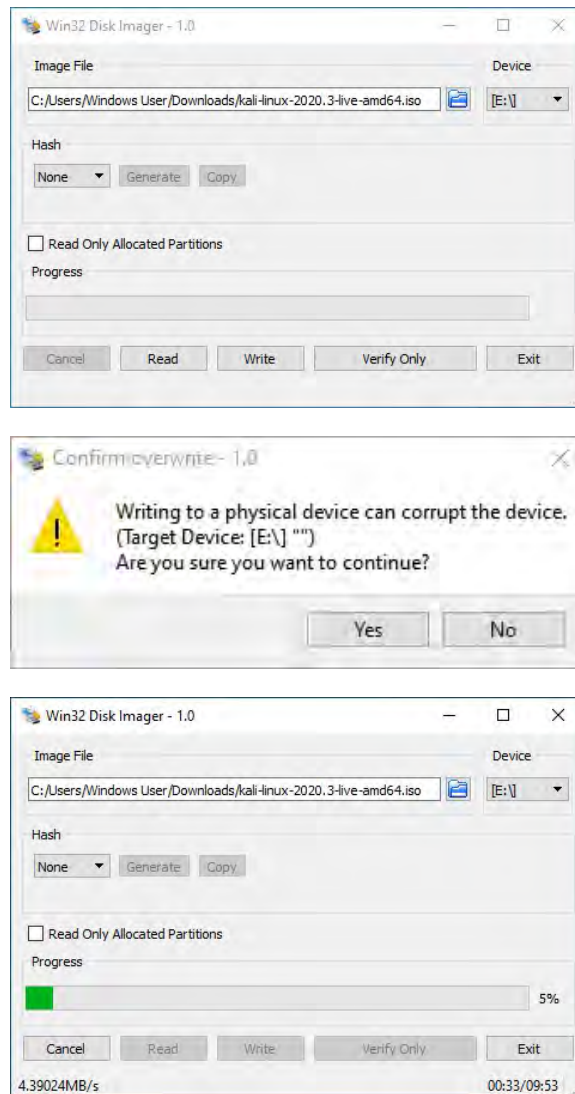 Win32 Disk Imager - 1.0
Image File
Device
C:/Users/Windows User/Downloads/kali-linux-2020.3-live-amd64.iso
[E:\]
Hash
None
Generate
Copy
Read Only Allocated Partitions
Progress
Cancel
Read
Write
Verify Only
Exit
Confirm overwrite - 1.0
Writing to a physical device can corrupt the device.
(Target Device: [E:\] "")
Are you sure you want to continue?
Yes
No
Win32 Disk Imager - 1.0
Image File
Device
C:/Users/Windows User/Downloads/kali-linux-2020.3-live-amd64.iso
[E:\]
Hash
None
Generate
Copy
Read Only Allocated Partitions
Progress
5%
Cancel
Read
Write
Verify Only
Exit
4.39024MB/s
00:33/09:53